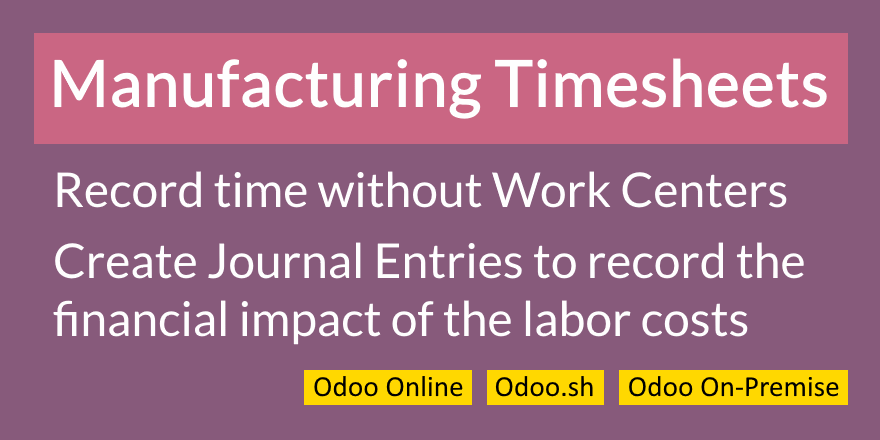 Manufacturing Timesheets
Record time without Work Centers
Create Journal Entries to record the
financial impact of the labor costs
Odoo Online Odoo.sh Odoo On-Premise